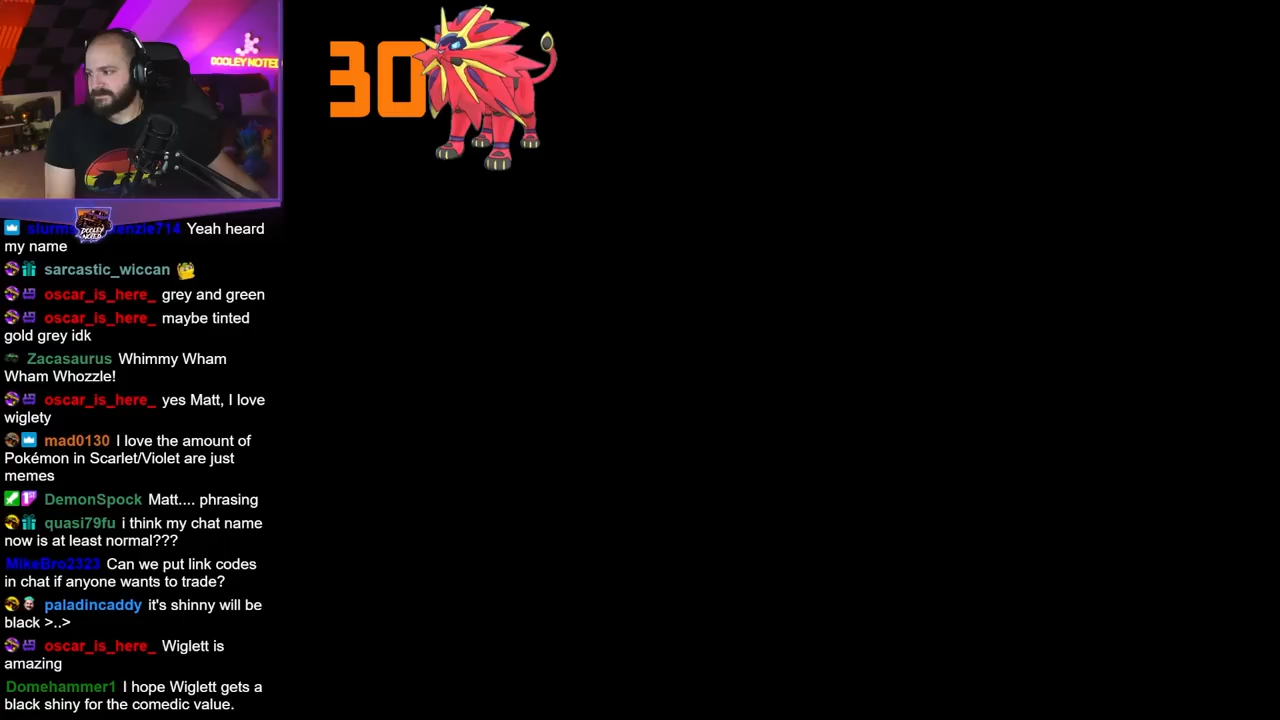 DOOLEY NOTED
30
DOOLEY
NOTED
Yeah heard
my name
sarcastic_wiccan
oscar_is_here_ grey and green
oscar_is_here_ maybe tinted
gold grey idk
Zacasaurus Whimmy Wham
Wham Whozzle!
oscar_is_here_ yes Matt, I love
wiglety
mad0130 I love the amount of
Pokémon in Scarlet/Violet are just
memes
DemonSpock Matt.... phrasing
quasi79fu i think my chat name
now is at least normal???
MikeBro2323 Can we put link codes
in chat if anyone wants to trade?
paladincaddy it's shinny will be
black >..>
oscar_is_here_ Wiglett is
amazing
Domehammer1 I hope Wiglett gets a
black shiny for the comedic value.